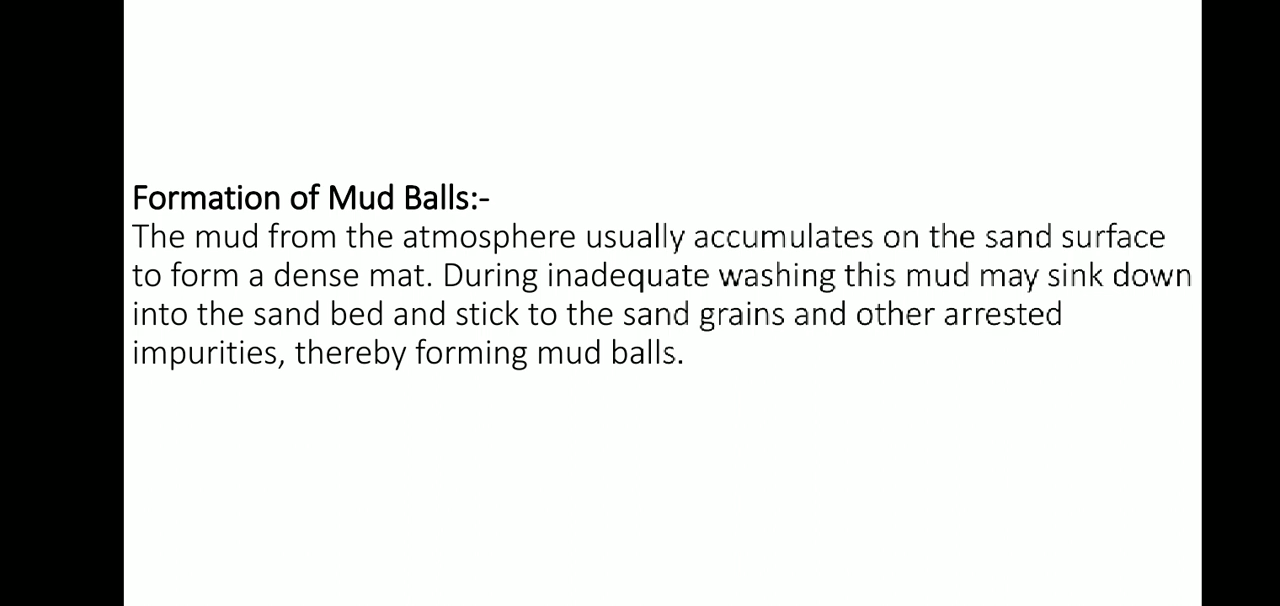 Formation of Mud Balls:-
The mud from the atmosphere usually accumulates on the sand surface
to form a dense mat. During inadequate washing this mud may sink down
into the sand bed and stick to the sand grains and other arrested
impurities, thereby forming mud balls.